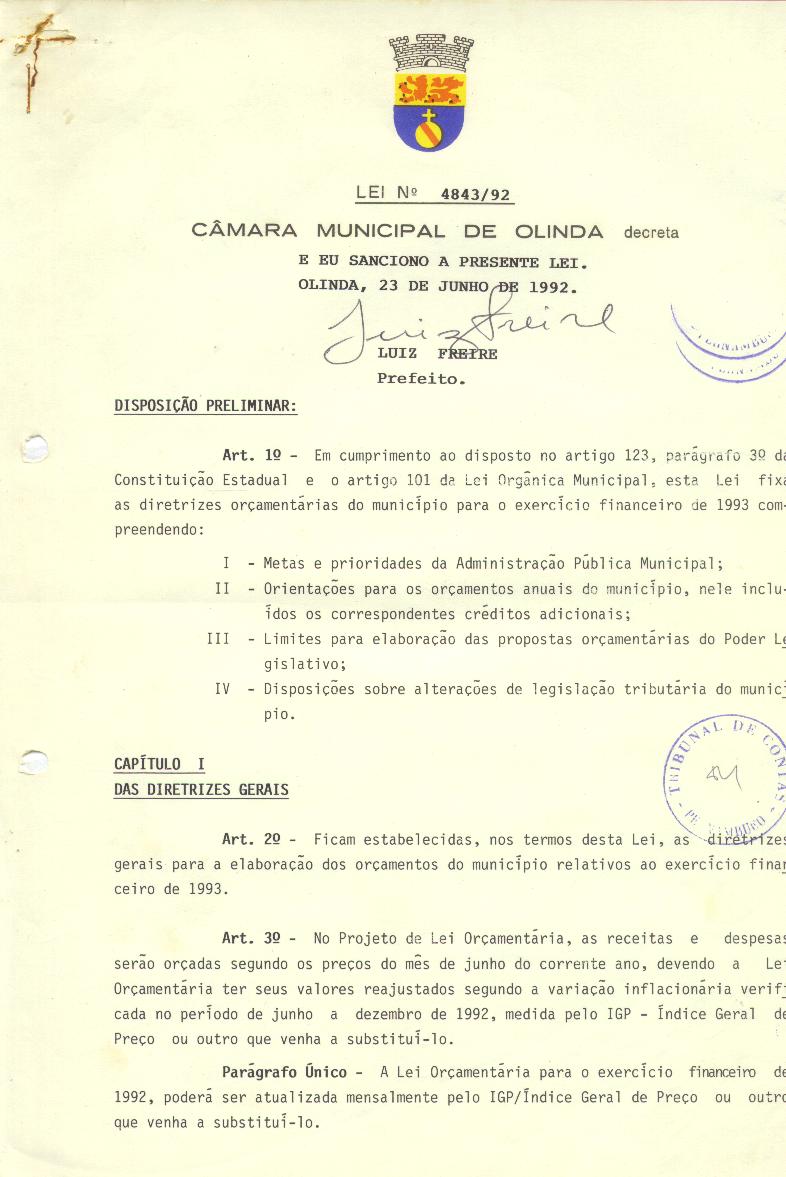 LEI Nº 4843/92
CÂMARA MUNICIPAL DE OLINDA decreta
E EU SANCIONO A PRESENTE LEI.
OLINDA, 23 DE JUNHO DE 1992.
Luiz Freire
LUIZ FREIRE
Prefeito.
DISPOSIÇÃO PRELIMINAR:
Art. 1º - Em cumprimento ao disposto no artigo 123, parágrafo 3º da
Constituição Estadual e o artigo 101 da Lei Orgânica Municipal, esta Lei fixa
as diretrizes orçamentárias do município para o exercício financeiro de 1993 com-
preendendo:
I - Metas e prioridades da Administração Pública Municipal;
II - Orientações para os orçamentos anuais do município, nele inclu-
ídos os correspondentes créditos adicionais;
III - Limites para elaboração das propostas orçamentárias do Poder Le
gislativo;
IV - Disposições sobre alterações de legislação tributária do municí
pio.
CAPÍTULO I
DAS DIRETRIZES GERAIS
TRIBUNAL DE CONTAS
Art. 2º - Ficam estabelecidas, nos termos desta Lei, as diretrizes
gerais para a elaboração dos orçamentos do município relativos ao exercício finan
ceiro de 1993.
Art. 3º - No Projeto de Lei Orçamentária, as receitas e despesas
serão orçadas segundo os preços do mês de junho do corrente ano, devendo a Lei
Orçamentária ter seus valores reajustados segundo a variação inflacionária verifi
cada no período de junho a dezembro de 1992, medida pelo IGP - Índice Geral de
Preço ou outro que venha a substituí-lo.
Parágrafo Único - A Lei Orçamentária para o exercício financeiro de
1992, poderá ser atualizada mensalmente pelo IGP/Índice Geral de Preço ou outro
que venha a substituí-lo.